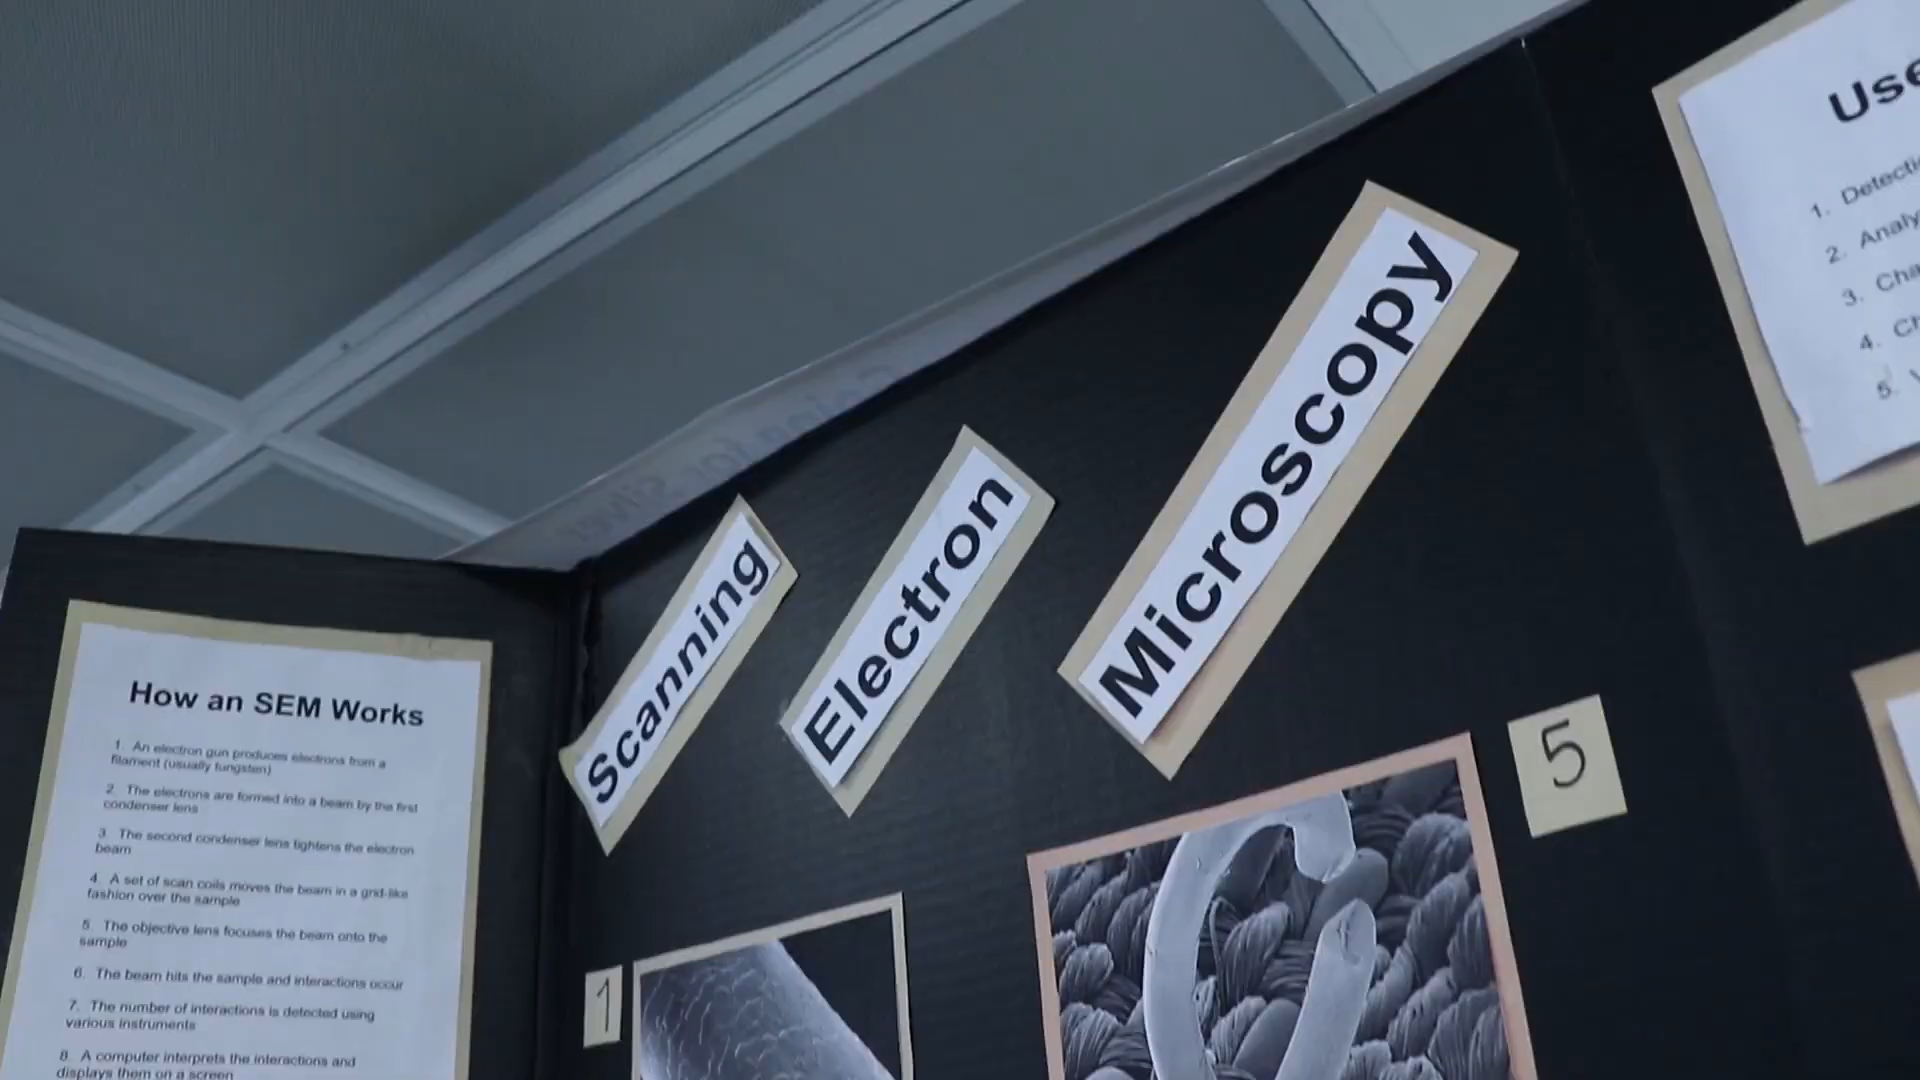 How an SEM Works
1. An electron gun produces electrons from a
filament (usually tungsten)
2. The electrons are formed into a beam by the first
condenser lens
3. The second condenser lens tightens the electron
beam
4. A set of scan coils moves the beam in a grid-like
fashion over the sample
5. The objective lens focuses the beam onto the
sample
6. The beam hits the sample and interactions occur
7. The number of interactions is detected using
various instruments
8. A computer interprets the interactions and
displays them on a screen
Scanning
Electron
Microscopy
1
5
1.
2.
3.
4.
5.